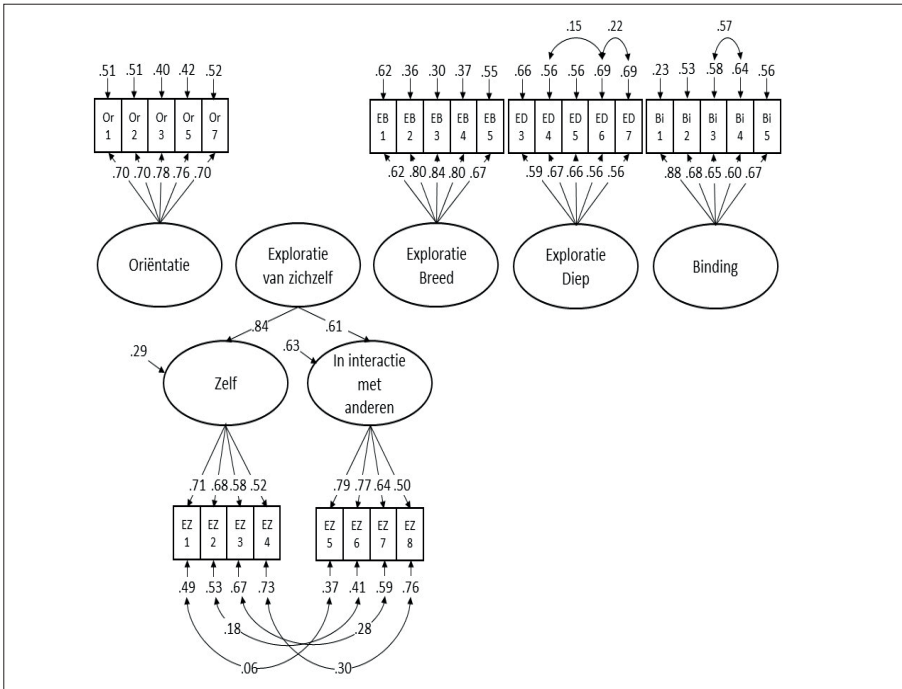 .15 .22 .57
.51 .51 .40 .42 .52 .62 .36 .30 .37 .55 .66 .56 .56 .69 .69 .23 .53 .58 .64 .56
Or Or Or Or Or EB EB EB EB EB ED ED ED ED ED Bi Bi Bi Bi Bi
1 2 3 5 7 1 2 3 4 5 3 4 5 6 7 1 2 3 4 5
.70 .70 .78 .76 .70 .62 .80 .84 .80 .67 .59 .67 .66 .56 .56 .88 .68 .65 .60 .67
Oriëntatie
Exploratie
van zichzelf
Exploratie
Breed
Exploratie
Diep
Binding
.84 .61
.29 .63
Zelf
In interactie
met
anderen
.71 .68 .58 .52 .79 .77 .64 .50
EZ EZ EZ EZ EZ EZ EZ EZ
1 2 3 4 5 6 7 8
.49 .53 .67 .73 .37 .41 .59 .76
.18 .28
.06 .30